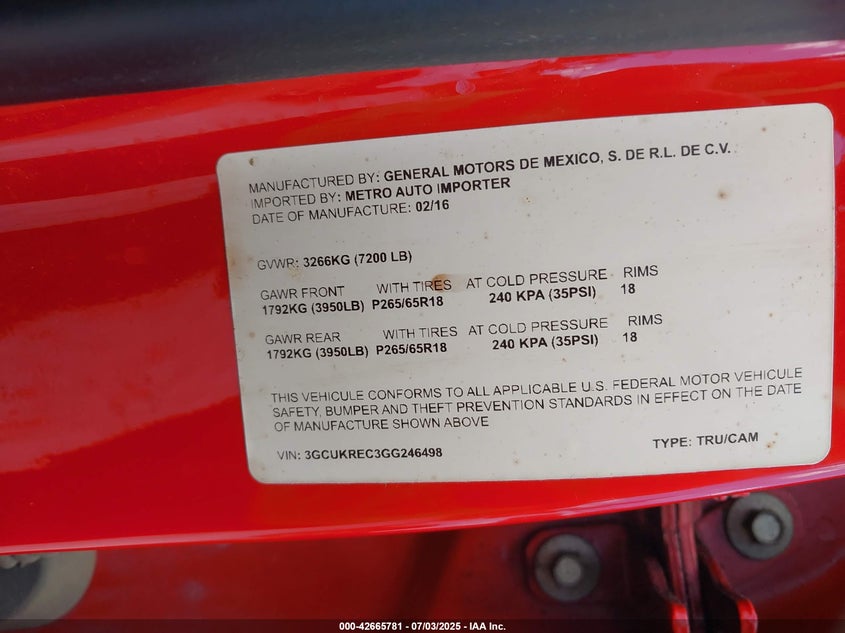 MANUFACTURED BY: GENERAL MOTORS DE MEXICO, S. DE R.L. DE C.V.
IMPORTED BY: METRO AUTO IMPORTER
DATE OF MANUFACTURE: 02/16
GVWR: 3266KG (7200 LB)
GAWR FRONT WITH TIRES AT COLD PRESSURE RIMS
1792KG (3950LB) P265/65R18 240 KPA (35PSI) 18
GAWR REAR WITH TIRES AT COLD PRESSURE RIMS
1792KG (3950LB) P265/65R18 240 KPA (35PSI) 18
THIS VEHICLE CONFORMS TO ALL APPLICABLE U.S. FEDERAL MOTOR VEHICLE
SAFETY, BUMPER AND THEFT PREVENTION STANDARDS IN EFFECT ON THE DATE
OF MANUFACTURE SHOWN ABOVE
VIN: 3GCUKREC3GG246498 TYPE: TRU/CAM
000-42665781 - 07/03/2025 - IAA Inc.